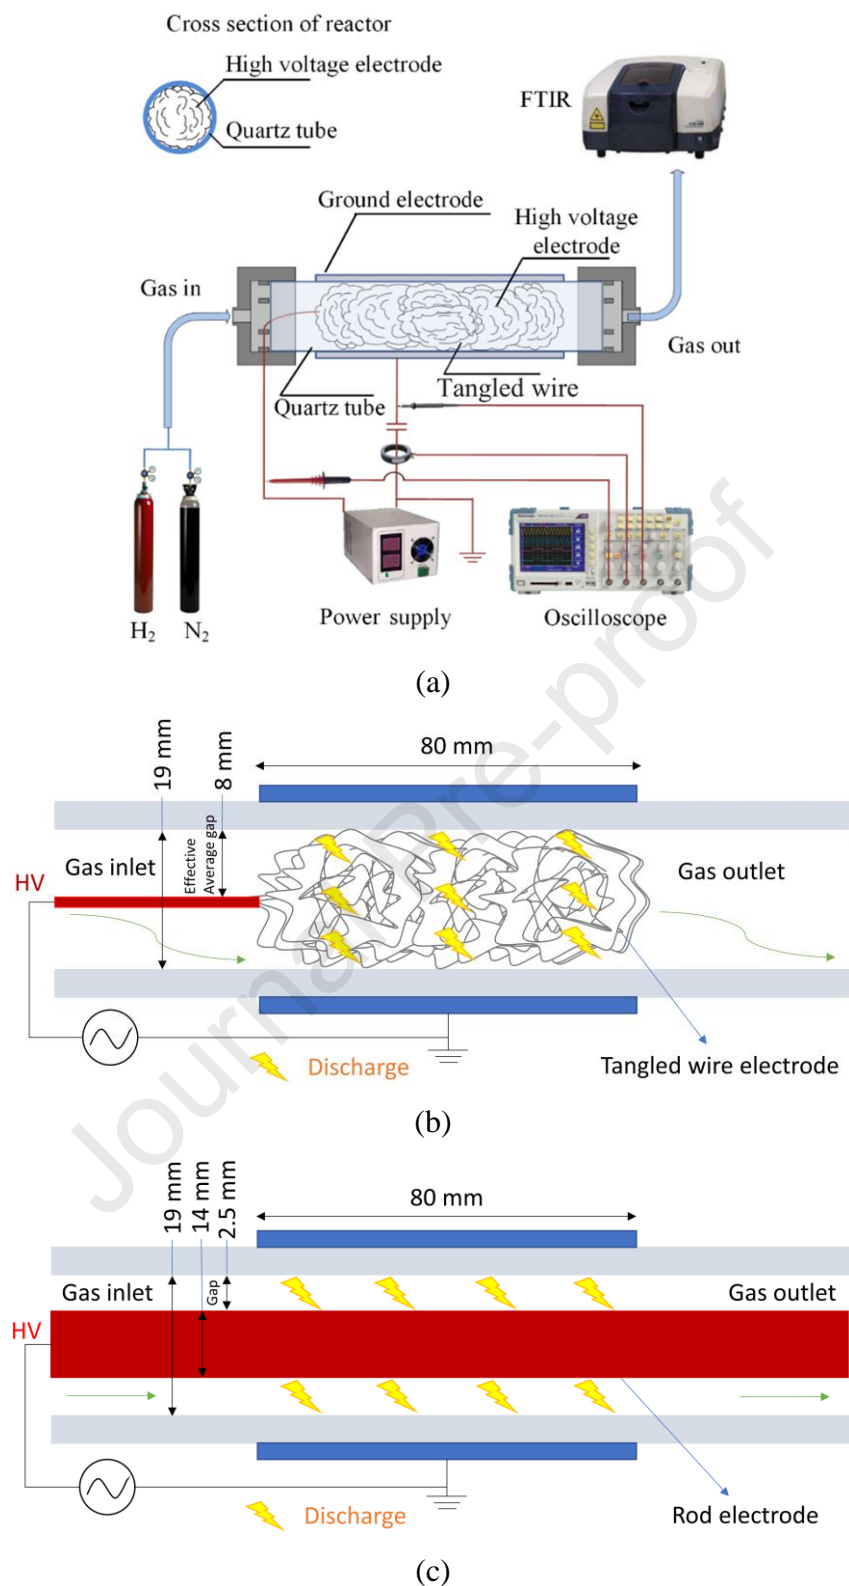 Cross section of reactor
High voltage electrode
Quartz tube
FTIR
Ground electrode
High voltage
electrode
Gas in
Gas out
Quartz tube
Tangled wire
Power supply
Oscilloscope
H₂
N₂
(a)
19 mm
8 mm
80 mm
Effective
Average gap
Gas inlet
Gas outlet
HV
Tangled wire electrode
Discharge
(b)
19 mm
14 mm
2.5 mm
80 mm
Gap
Gas inlet
Gas outlet
HV
Rod electrode
Discharge
(c)
Journal Pre-proof